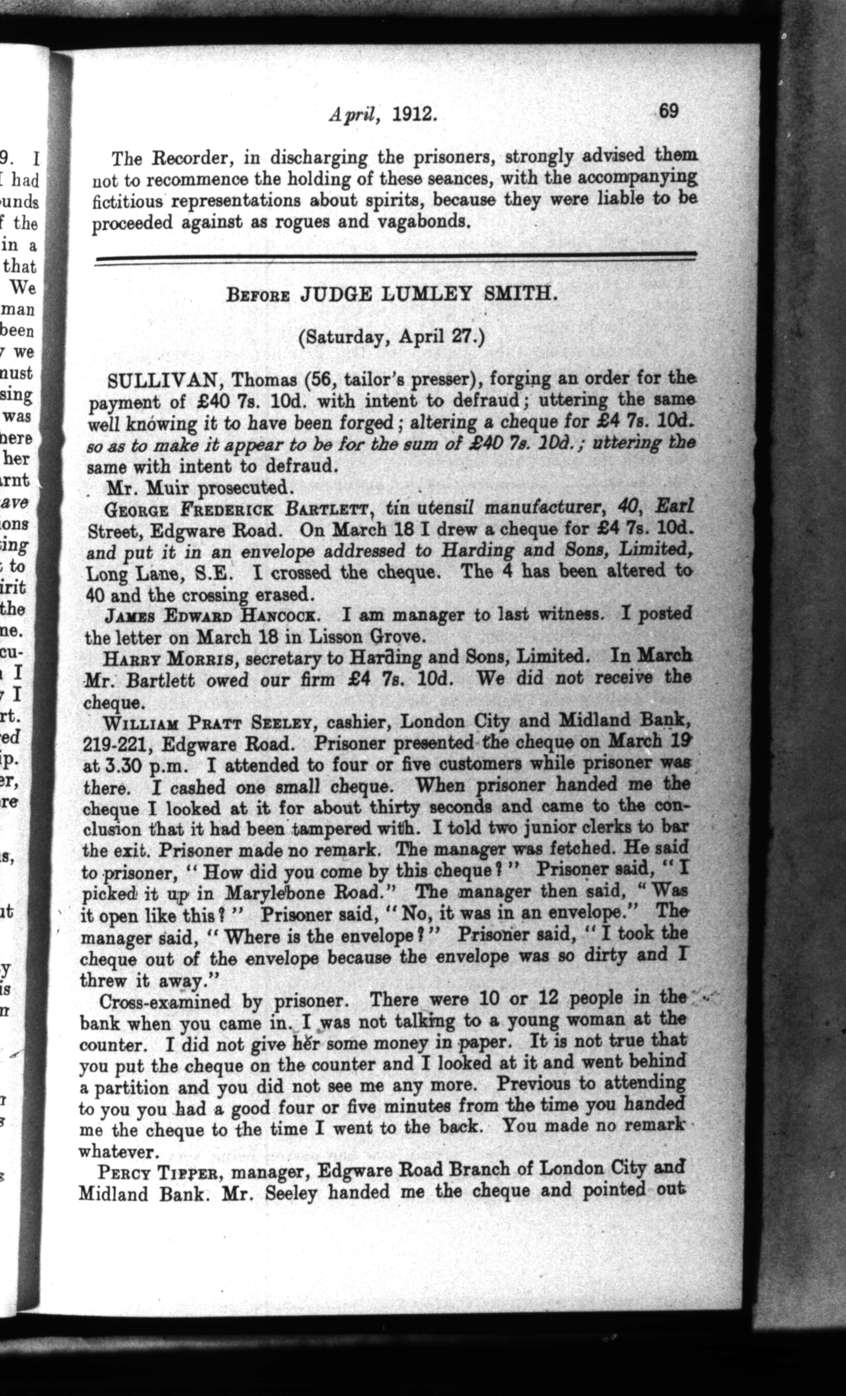 April, 1912. 69
The Recorder, in discharging the prisoners, strongly advised them
not to recommence the holding of these seances, with the accompanying
fictitious representations about spirits, because they were liable to be
proceeded against as rogues and vagabonds.
BEFORE JUDGE LUMLEY SMITH.
(Saturday, April 27.)
SULLIVAN, Thomas (56, tailor's presser), forging an order for the
payment of £40 7s. 10d. with intent to defraud; uttering the same
well knowing it to have been forged; altering a cheque for £4 7s. 10d.
so as to make it appear to be for the sum of £40 7s. 10d.; uttering the
same with intent to defraud.
Mr. Muir prosecuted.
GEORGE FREDERICK BARTLETT, tin utensil manufacturer, 40, Earl
Street, Edgware Road. On March 18 I drew a cheque for £4 7s. 10d.
and put it in an envelope addressed to Harding and Sons, Limited,
Long Lane, S.E. I crossed the cheque. The 4 has been altered to
40 and the crossing erased.
JAMES EDWARD HANCOCK. I am manager to last witness. I posted
the letter on March 18 in Lisson Grove.
HARRY MORRIS, secretary to Harding and Sons, Limited. In March
Mr. Bartlett owed our firm £4 7s. 10d. We did not receive the
cheque.
WILLIAM PRATT SEELEY, cashier, London City and Midland Bank,
219-221, Edgware Road. Prisoner presented the cheque on March 19
at 3.30 p.m. I attended to four or five customers while prisoner was
there. I cashed one small cheque. When prisoner handed me the
cheque I looked at it for about thirty seconds and came to the con-
clusion that it had been tampered with. I told two junior clerks to bar
the exit. Prisoner made no remark. The manager was fetched. He said
to prisoner, "How did you come by this cheque?" Prisoner said, "I
picked it up in Marylebone Road." The manager then said, "Was
it open like this?" Prisoner said, "No, it was in an envelope." The
manager said, "Where is the envelope?" Prisoner said, "I took the
cheque out of the envelope because the envelope was so dirty and I
threw it away."
Cross-examined by prisoner. There were 10 or 12 people in the
bank when you came in. I was not talking to a young woman at the
counter. I did not give her some money in paper. It is not true that
you put the cheque on the counter and I looked at it and went behind
a partition and you did not see me any more. Previous to attending
to you you had a good four or five minutes from the time you handed
me the cheque to the time I went to the back. You made no remark
whatever.
PERCY TIPPER, manager, Edgware Road Branch of London City and
Midland Bank. Mr. Seeley handed me the cheque and pointed out